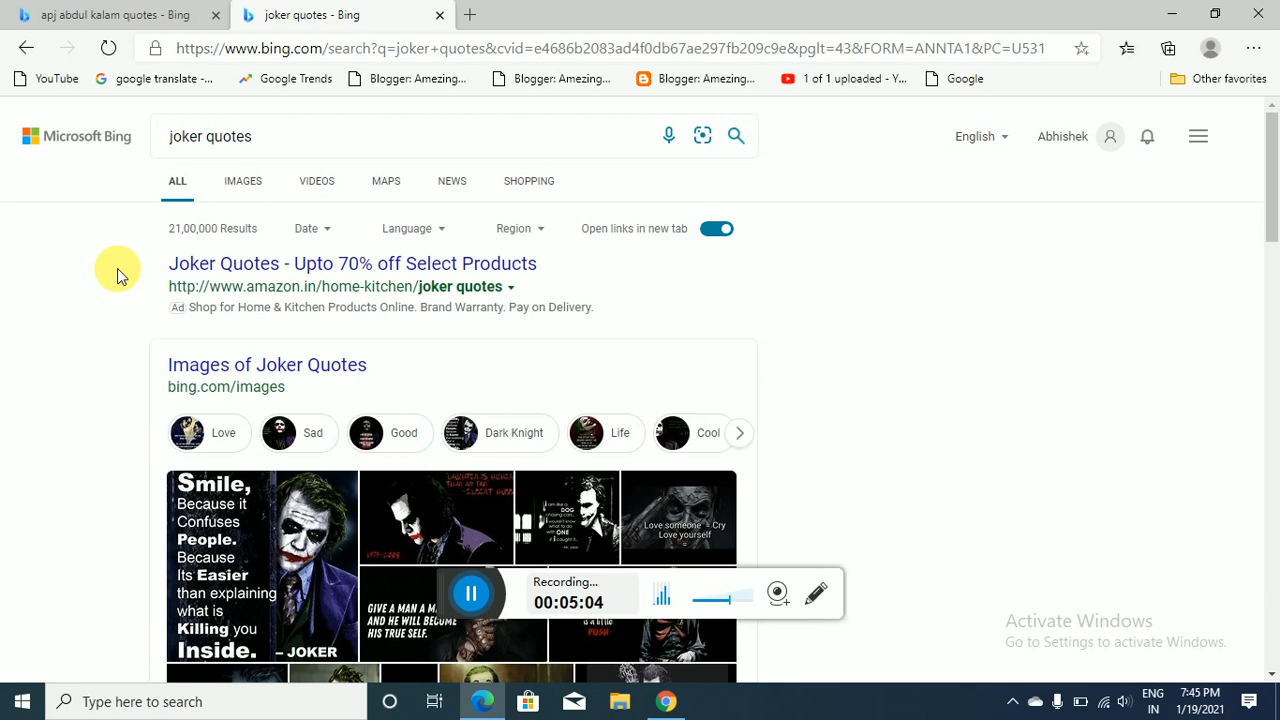 apj abdul kalam quotes - Bing
joker quotes - Bing
https://www.bing.com/search?q=joker+quotes&cvid=e4686b2083ad4f0db67ae297fb209c9e&pglt=43&FORM=ANNTA1&PC=U531
YouTube
google translate -...
Google Trends
Blogger: Amezing...
Blogger: Amezing...
Blogger: Amezing...
1 of 1 uploaded - Y...
Google
Other favorites
Microsoft Bing
joker quotes
English
Abhishek
ALL
IMAGES
VIDEOS
MAPS
NEWS
SHOPPING
21,00,000 Results
Date
Language
Region
Open links in new tab
Joker Quotes - Upto 70% off Select Products
http://www.amazon.in/home-kitchen/joker quotes
Ad Shop for Home & Kitchen Products Online. Brand Warranty. Pay on Delivery.
Images of Joker Quotes
bing.com/images
Love
Sad
Good
Dark Knight
Life
Cool
Smile,
Because it
Confuses
People.
Because
Its Easier
than explaining
what is
Killing you
Inside.
– JOKER
Love someone = Cry
Love yourself
=
GIVE A MAN A M
AND HE WILL BECOME
HIS TRUE SELF.
is a little
PUSH
Recording...
00:05:04
Activate Windows
Go to Settings to activate Windows.
Type here to search
ENG
IN
7:45 PM
1/19/2021